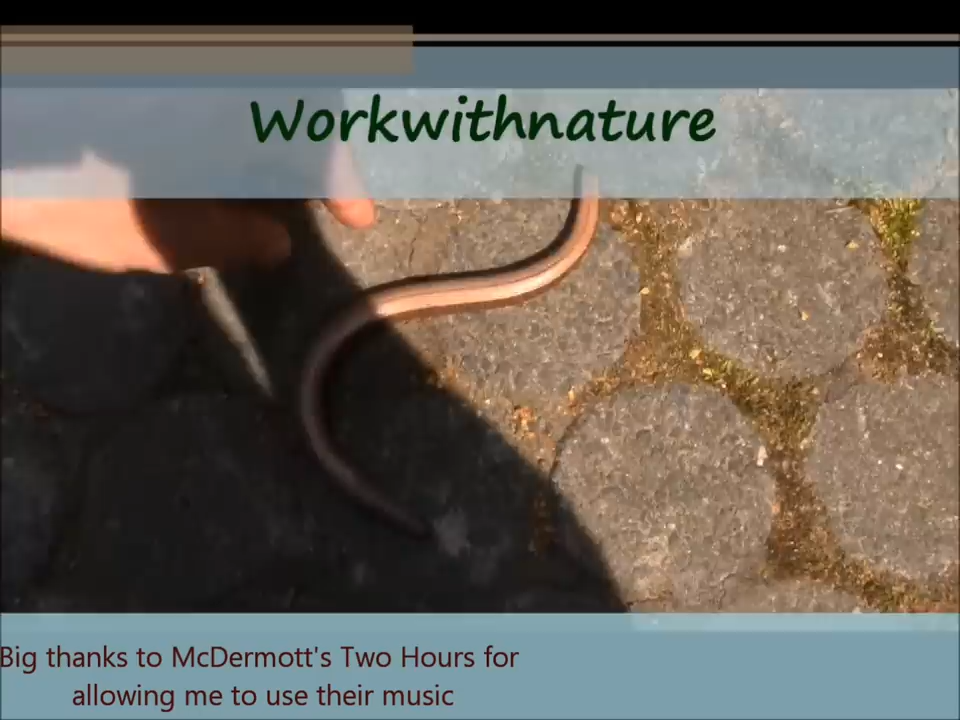 Workwithnature
Big thanks to McDermott's Two Hours for
allowing me to use their music